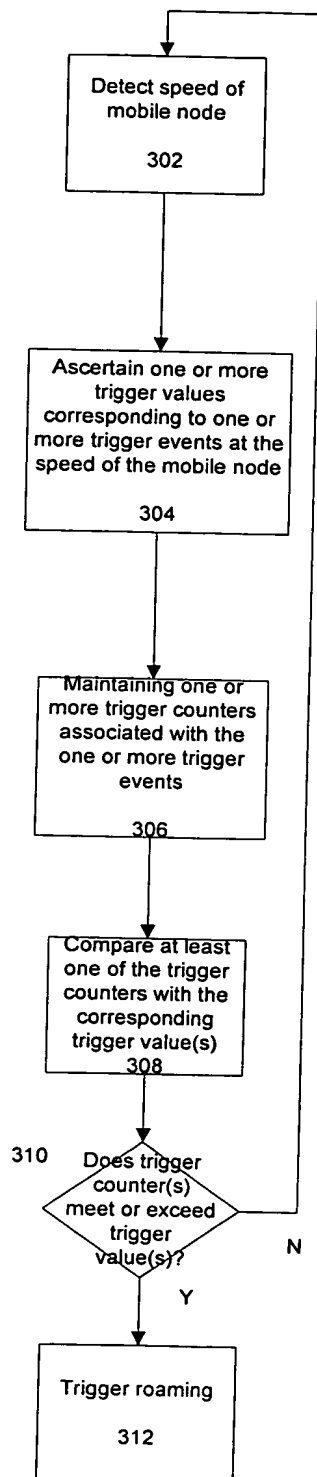 Detect speed of
mobile node
302
Ascertain one or more
trigger values
corresponding to one or
more trigger events at the
speed of the mobile node
304
Maintaining one or
more trigger counters
associated with the
one or more trigger
events
306
Compare at least
one of the trigger
counters with the
corresponding
trigger value(s)
308
310
Does trigger
counter(s)
meet or exceed
trigger
value(s)?
N
Y
Trigger roaming
312